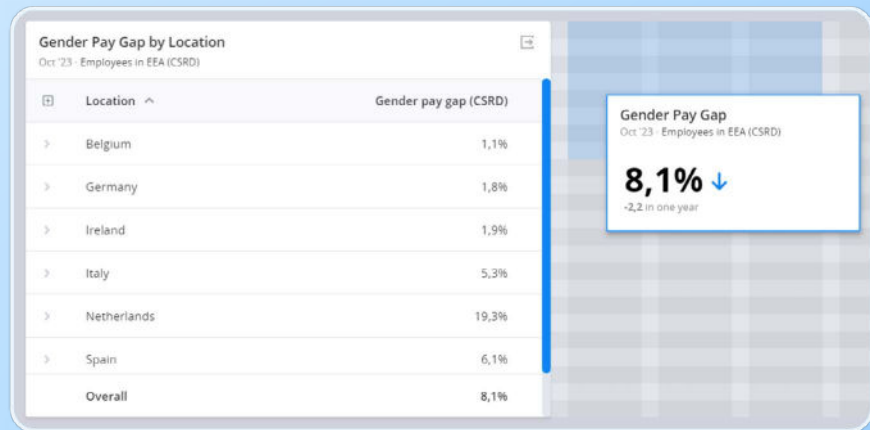 Gender Pay Gap by Location
Oct '23 · Employees in EEA (CSRD)
Location Gender pay gap (CSRD)
Belgium 1,1%
Germany 1,8%
Ireland 1,9%
Italy 5,3%
Netherlands 19,3%
Spain 6,1%
Overall 8,1%
Gender Pay Gap
Oct '23 · Employees in EEA (CSRD)
8,1%
-2,2 in one year